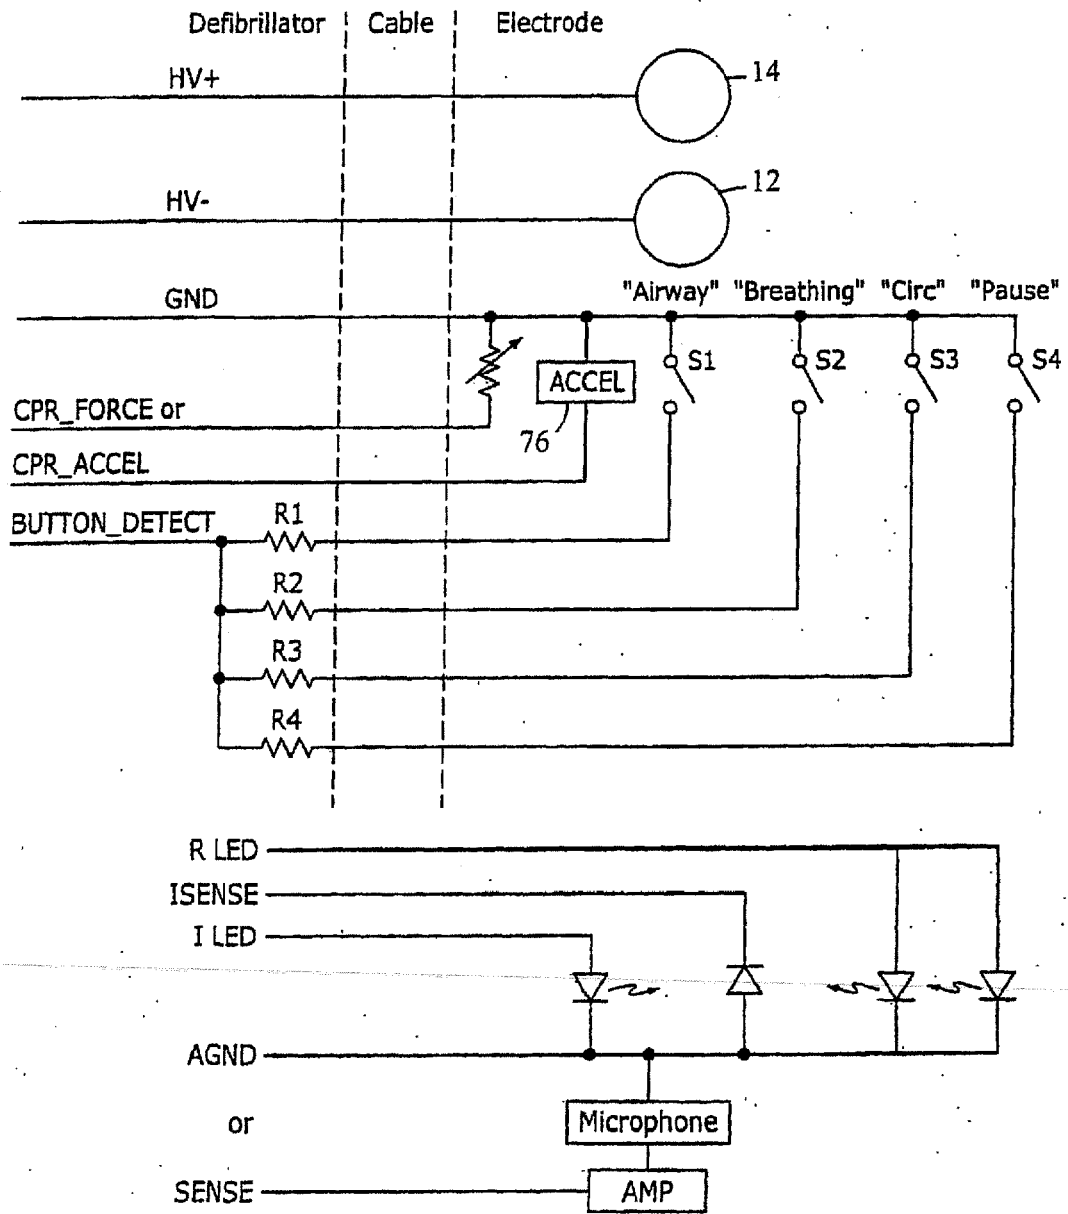 Defibrillator Cable Electrode
HV+
14
HV-
12
GND
"Airway" "Breathing" "Circ" "Pause"
S1 S2 S3 S4
ACCEL
CPR_FORCE or
76
CPR_ACCEL
BUTTON_DETECT
R1
R2
R3
R4
R LED
ISENSE
I LED
AGND
or
Microphone
SENSE
AMP